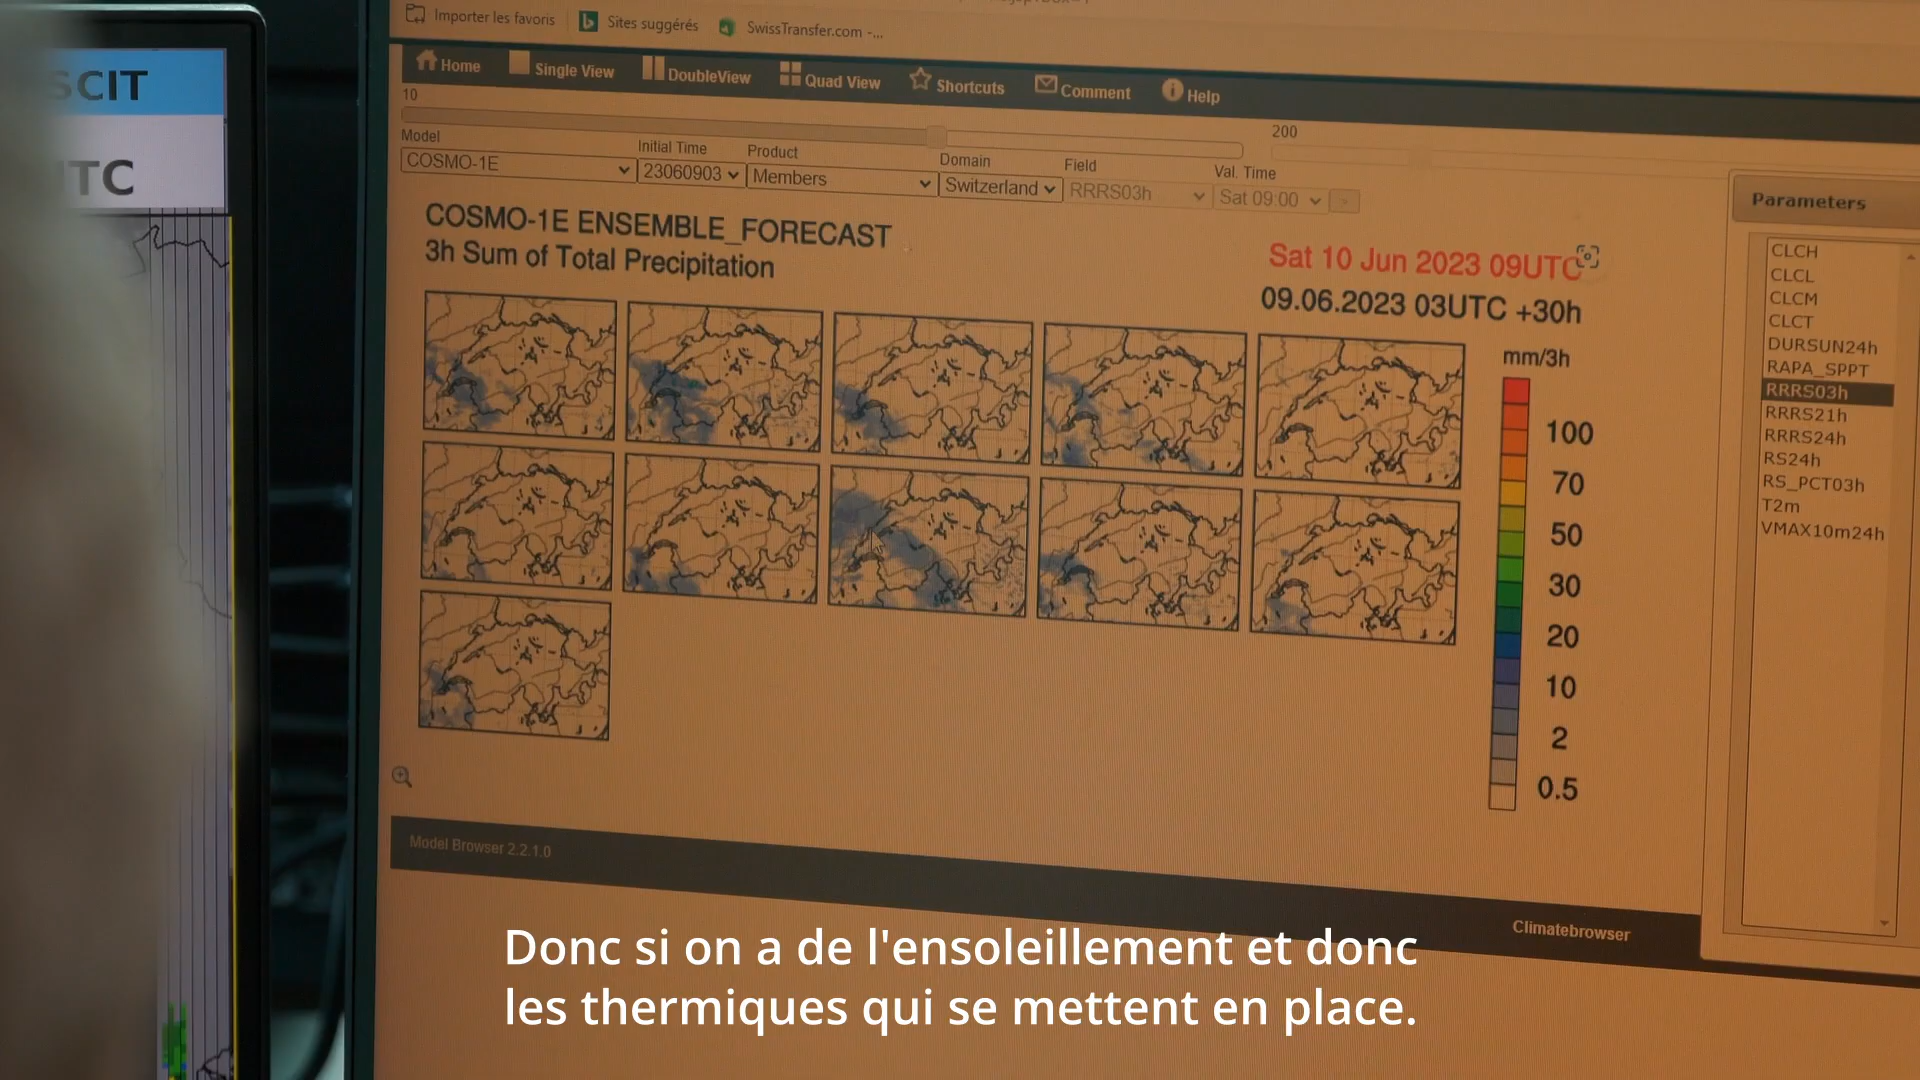 Importer les favoris
Sites suggérés
SwissTransfer.com -...
SCIT
Home
Single View
DoubleView
Quad View
Shortcuts
Comment
Help
10
200
Model
Initial Time
Product
Domain
Field
Val. Time
COSMO-1E
23060903
Members
Switzerland
RRRS03h
Sat 09:00
TC
Parameters
COSMO-1E ENSEMBLE_FORECAST
3h Sum of Total Precipitation
Sat 10 Jun 2023 09UTC
09.06.2023 03UTC +30h
mm/3h
100
70
50
30
20
10
2
0.5
CLCH
CLCL
CLCM
CLCT
DURSUN24h
RAPA_SPPT
RRRS03h
RRRS21h
RRRS24h
RS24h
RS_PCT03h
T2m
VMAX10m24h
Model Browser 2.2.1.0
Climatebrowser
Donc si on a de l'ensoleillement et donc
les thermiques qui se mettent en place.